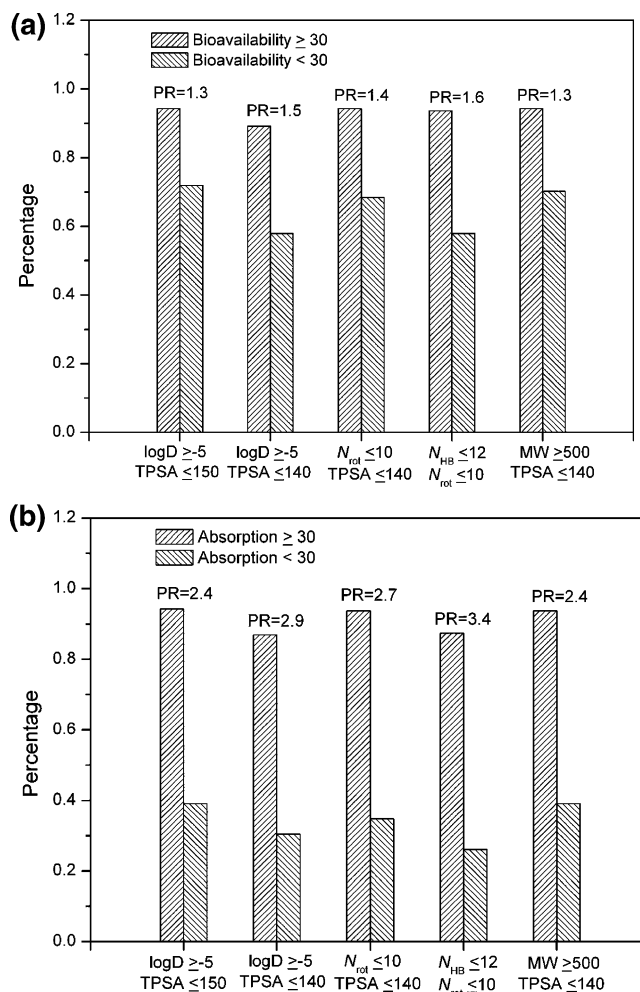 (a)
1.2
Bioavailability ≥ 30
Bioavailability < 30
PR=1.3
PR=1.5
PR=1.4
PR=1.6
PR=1.3
1.0
0.8
0.6
0.4
0.2
0.0
Percentage
logD ≥-5
TPSA ≤150
logD ≥-5
TPSA ≤140
Nrot ≤10
TPSA ≤140
NHB ≤12
Nrot ≤10
MW ≥500
TPSA ≤140
(b)
1.2
Absorption ≥ 30
Absorption < 30
PR=2.4
PR=2.9
PR=2.7
PR=3.4
PR=2.4
1.0
0.8
0.6
0.4
0.2
0.0
Percentage
logD ≥-5
TPSA ≤150
logD ≥-5
TPSA ≤140
Nrot ≤10
TPSA ≤140
NHB ≤12
Nrot ≤10
MW ≥500
TPSA ≤140